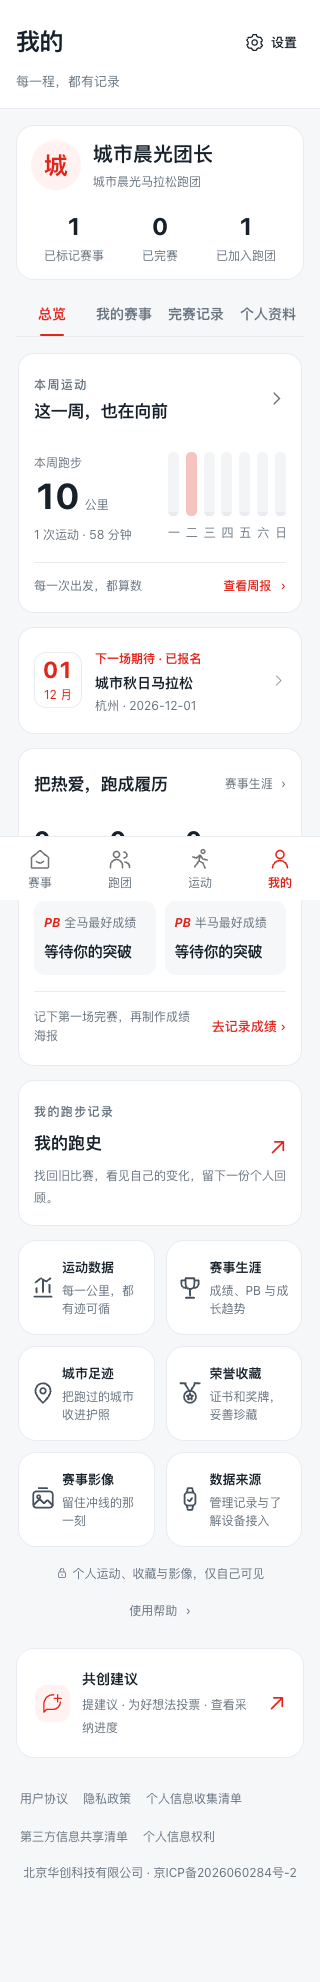 我的
设置
每一程，都有记录
城
城市晨光团长
城市晨光马拉松跑团
1 0 1
已标记赛事 已完赛 已加入跑团
总览 我的赛事 完赛记录 个人资料
本周运动
这一周，也在向前
本周跑步
10 公里
1 次运动 · 58 分钟
一 二 三 四 五 六 日
每一次出发，都算数
查看周报 ›
01
12 月
下一场期待 · 已报名
城市秋日马拉松
杭州 · 2026-12-01
把热爱，跑成履历
赛事生涯 ›
赛事 跑团 运动 我的
PB 全马最好成绩
等待你的突破
PB 半马最好成绩
等待你的突破
记下第一场完赛，再制作成绩
海报
去记录成绩 ›
我的跑步记录
我的跑史
找回旧比赛，看见自己的变化，留下一份个人回
顾。
运动数据
每一公里，都
有迹可循
赛事生涯
成绩、PB 与成
长趋势
城市足迹
把跑过的城市
收进护照
荣誉收藏
证书和奖牌，
妥善珍藏
赛事影像
留住冲线的那
一刻
数据来源
管理记录与了
解设备接入
个人运动、收藏与影像，仅自己可见
使用帮助 ›
共创建议
提建议 · 为好想法投票 · 查看采
纳进度
用户协议 隐私政策 个人信息收集清单
第三方信息共享清单 个人信息权利
北京华创科技有限公司 · 京ICP备2026060284号-2